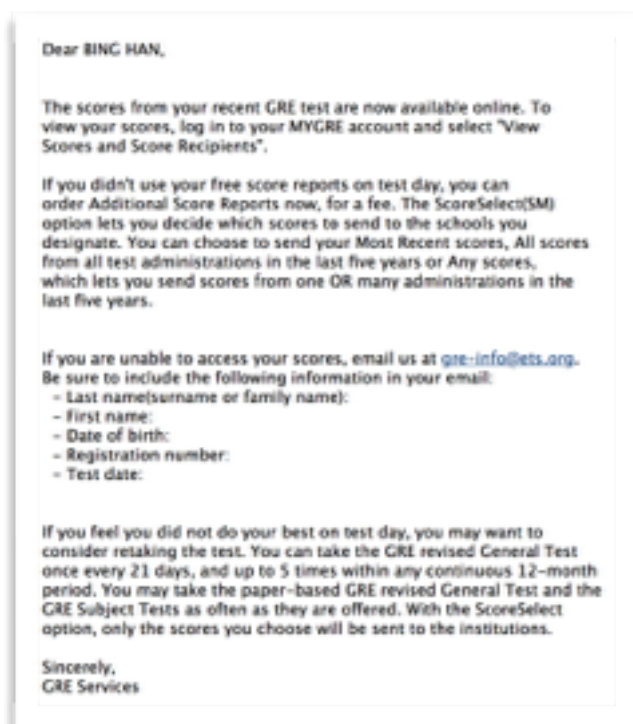 Dear BING HAN,
The scores from your recent GRE test are now available online. To
view your scores, log in to your MYGRE account and select "View
Scores and Score Recipients".
If you didn't use your free score reports on test day, you can
order Additional Score Reports now, for a fee. The ScoreSelect(SM)
option lets you decide which scores to send to the schools you
designate. You can choose to send your Most Recent scores, All scores
from all test administrations in the last five years or Any scores,
which lets you send scores from one OR many administrations in the
last five years.
If you are unable to access your scores, email us at gre-info@ets.org.
Be sure to include the following information in your email:
– Last name(surname or family name):
– First name:
– Date of birth:
– Registration number:
– Test date:
If you feel you did not do your best on test day, you may want to
consider retaking the test. You can take the GRE revised General Test
once every 21 days, and up to 5 times within any continuous 12-month
period. You may take the paper-based GRE revised General Test and the
GRE Subject Tests as often as they are offered. With the ScoreSelect
option, only the scores you choose will be sent to the institutions.
Sincerely,
GRE Services